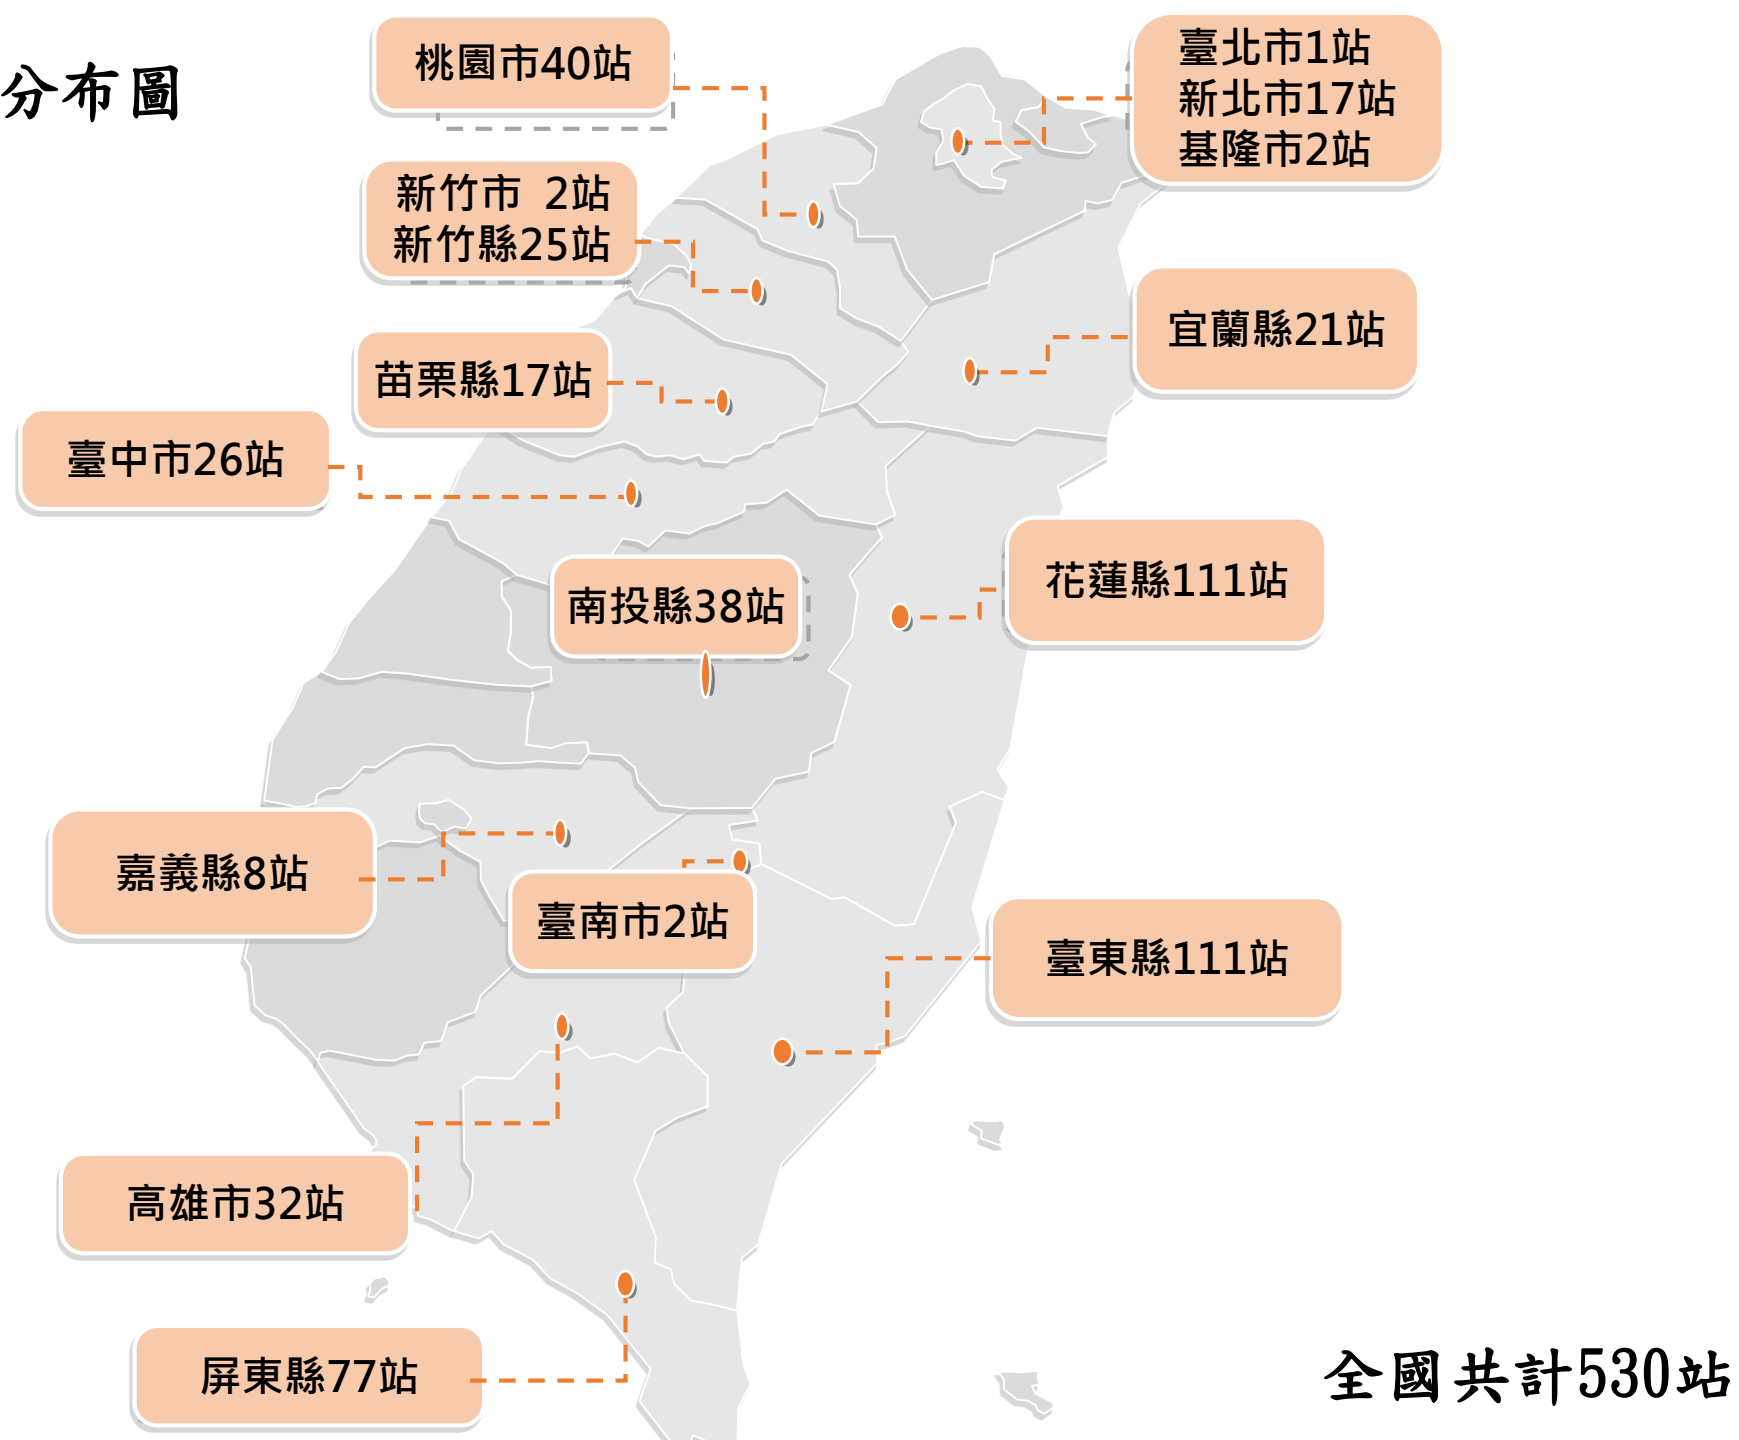 分布圖
桃園市40站
臺北市1站
新北市17站
基隆市2站
新竹市 2站
新竹縣25站
宜蘭縣21站
苗栗縣17站
臺中市26站
花蓮縣111站
南投縣38站
嘉義縣8站
臺南市2站
臺東縣111站
高雄市32站
屏東縣77站
全國共計530站